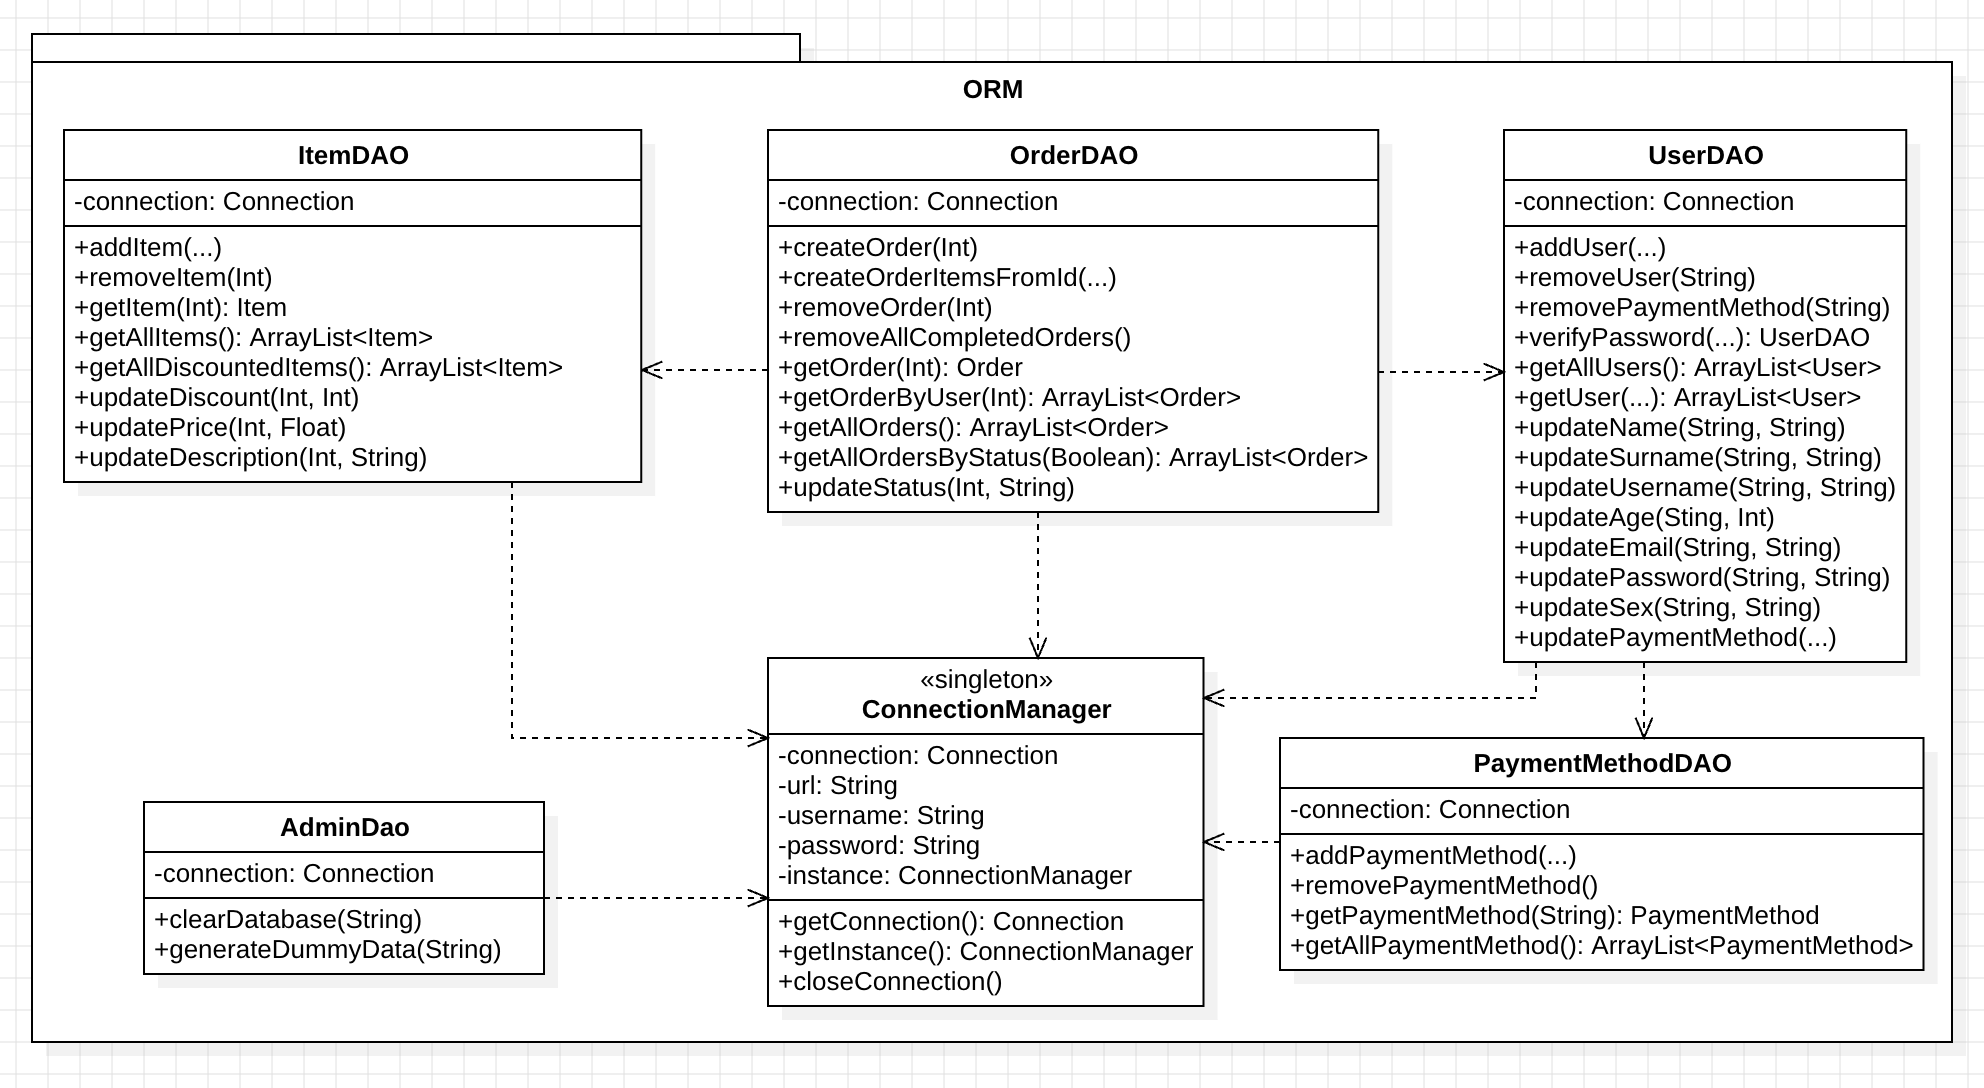 ORM
ItemDAO
-connection: Connection
+addItem(...)
+removeItem(Int)
+getItem(Int): Item
+getAllItems(): ArrayList<Item>
+getAllDiscountedItems(): ArrayList<Item>
+updateDiscount(Int, Int)
+updatePrice(Int, Float)
+updateDescription(Int, String)
OrderDAO
-connection: Connection
+createOrder(Int)
+createOrderItemsFromId(...)
+removeOrder(Int)
+removeAllCompletedOrders()
+getOrder(Int): Order
+getOrderByUser(Int): ArrayList<Order>
+getAllOrders(): ArrayList<Order>
+getAllOrdersByStatus(Boolean): ArrayList<Order>
+updateStatus(Int, String)
UserDAO
-connection: Connection
+addUser(...)
+removeUser(String)
+removePaymentMethod(String)
+verifyPassword(...): UserDAO
+getAllUsers(): ArrayList<User>
+getUser(...): ArrayList<User>
+updateName(String, String)
+updateSurname(String, String)
+updateUsername(String, String)
+updateAge(Sting, Int)
+updateEmail(String, String)
+updatePassword(String, String)
+updateSex(String, String)
+updatePaymentMethod(...)
«singleton»
ConnectionManager
-connection: Connection
-url: String
-username: String
-password: String
-instance: ConnectionManager
+getConnection(): Connection
+getInstance(): ConnectionManager
+closeConnection()
PaymentMethodDAO
-connection: Connection
+addPaymentMethod(...)
+removePaymentMethod()
+getPaymentMethod(String): PaymentMethod
+getAllPaymentMethod(): ArrayList<PaymentMethod>
AdminDao
-connection: Connection
+clearDatabase(String)
+generateDummyData(String)